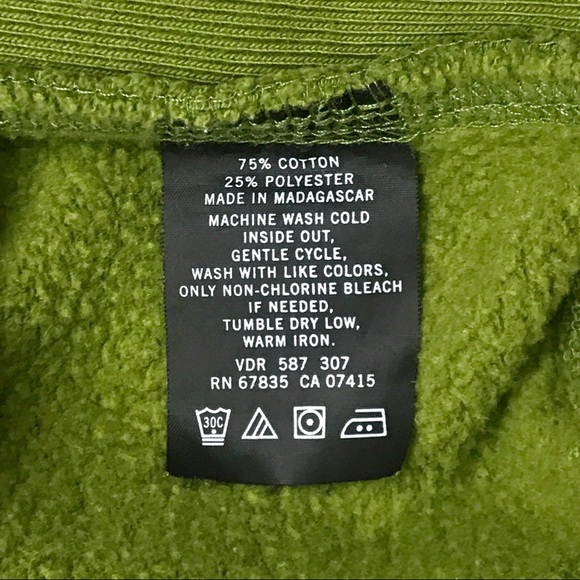 75% COTTON
25% POLYESTER
MADE IN MADAGASCAR
MACHINE WASH COLD
INSIDE OUT,
GENTLE CYCLE,
WASH WITH LIKE COLORS,
ONLY NON-CHLORINE BLEACH
IF NEEDED,
TUMBLE DRY LOW,
WARM IRON.
VDR 587 307
RN 67835 CA 07415
30C